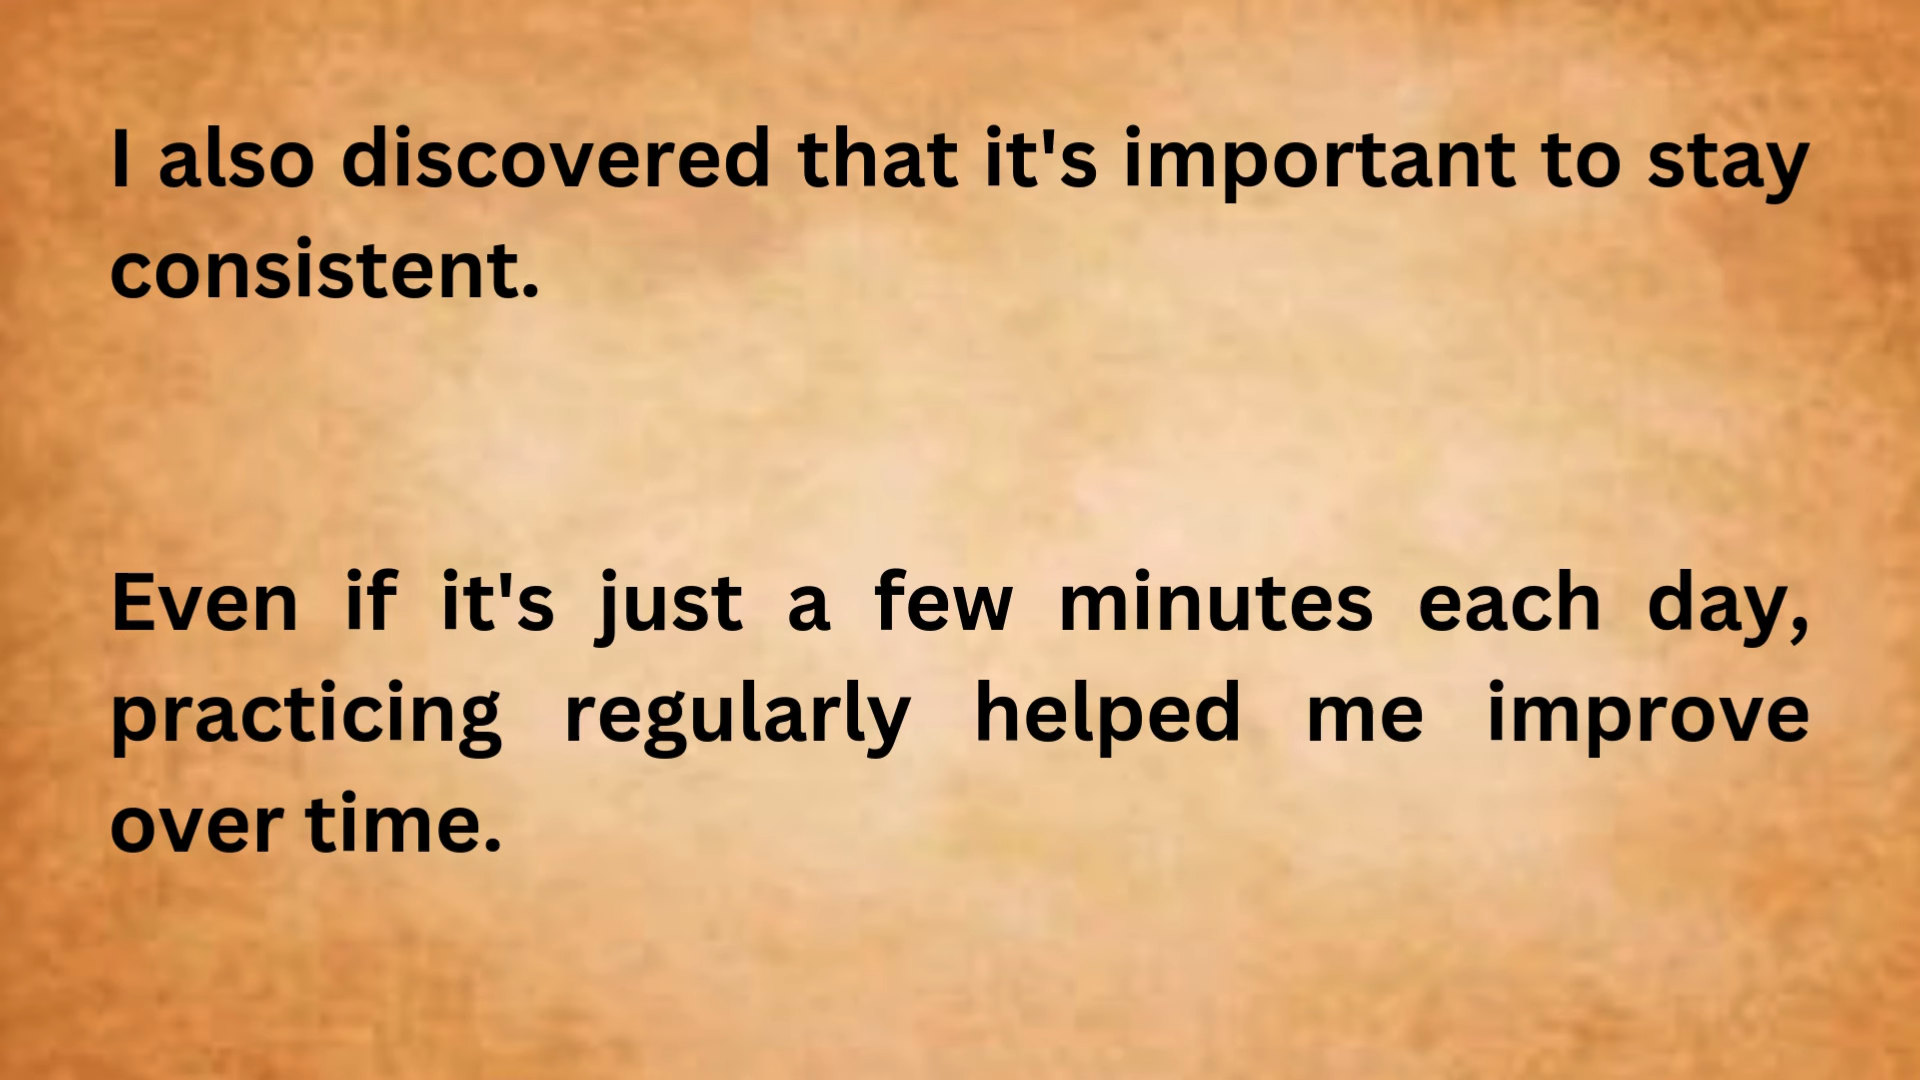 I also discovered that it's important to stay
consistent.
Even if it's just a few minutes each day,
practicing regularly helped me improve
over time.